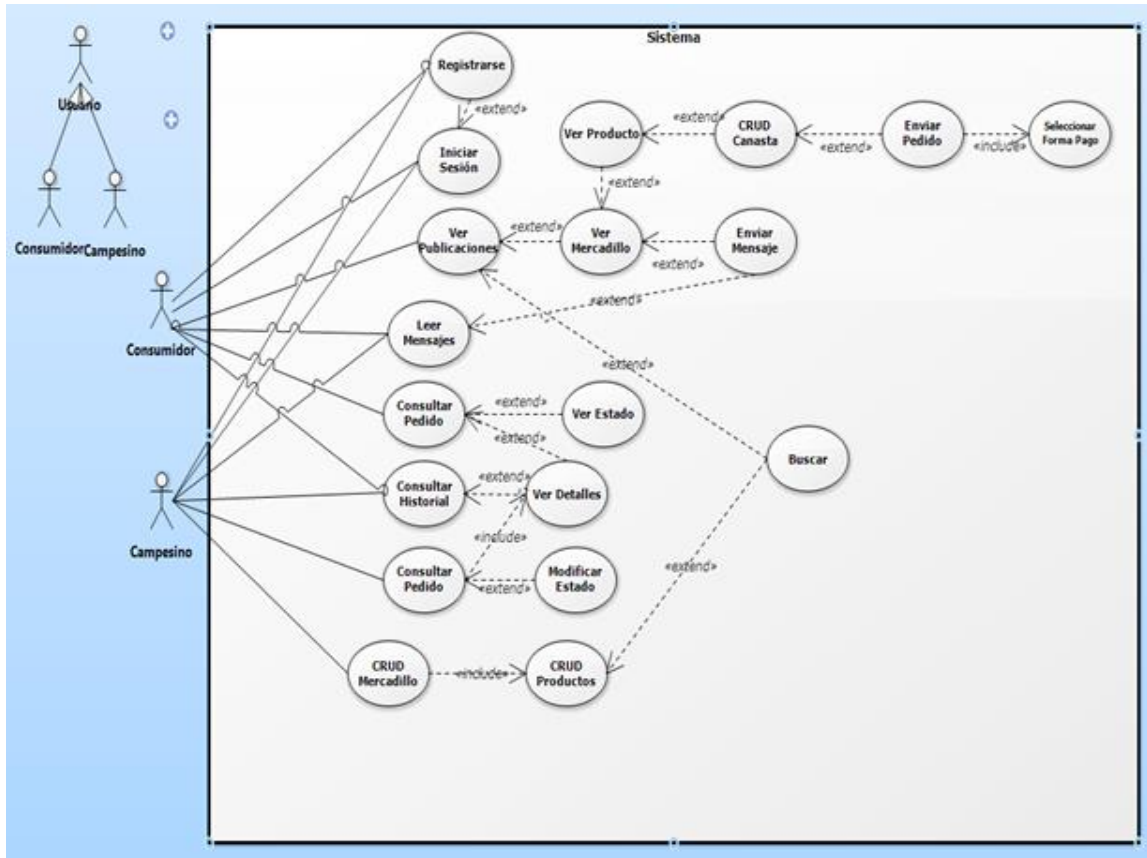 Sistema
Usuario
Consumidor
Campesino
Consumidor
Campesino
Registrarse
«extend»
Iniciar
Sesión
Ver Producto
«extend»
CRUD
Canasta
«extend»
Enviar
Pedido
«include»
Seleccionar
Forma Pago
«extend»
Ver
Publicaciones
«extend»
Ver
Mercadillo
«extend»
Enviar
Mensaje
«extend»
Leer
Mensajes
«extend»
Consultar
Pedido
«extend»
Ver Estado
«extend»
Buscar
Consultar
Historial
«extend»
Ver Detalles
«include»
Consultar
Pedido
«extend»
Modificar
Estado
«extend»
CRUD
Mercadillo
«include»
CRUD
Productos